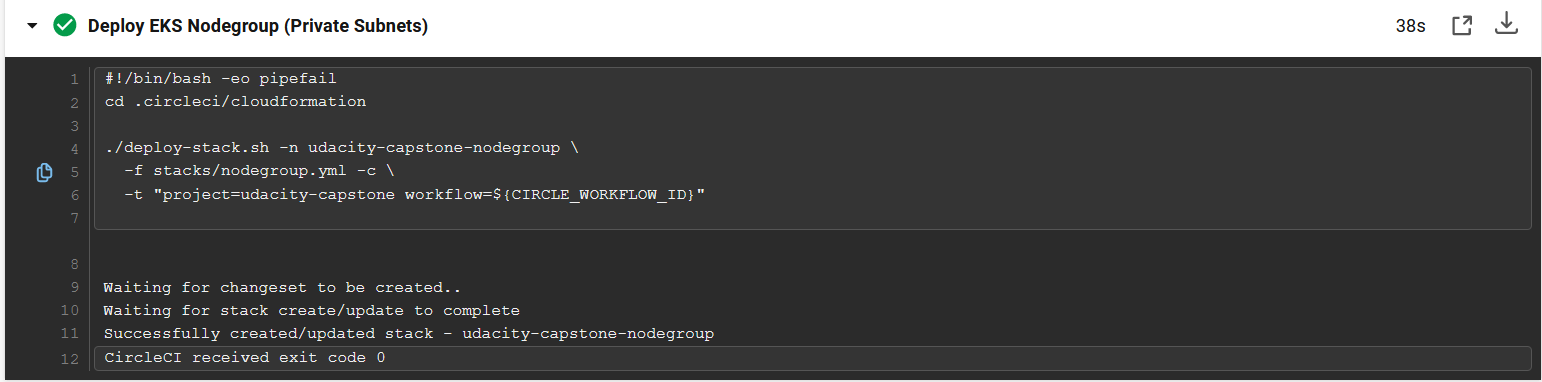 Deploy EKS Nodegroup (Private Subnets) 38s
1 #!/bin/bash -eo pipefail
2 cd .circleci/cloudformation
3
4 ./deploy-stack.sh -n udacity-capstone-nodegroup \
5 -f stacks/nodegroup.yml -c \
6 -t "project=udacity-capstone workflow=${CIRCLE_WORKFLOW_ID}"
7
8
9 Waiting for changeset to be created..
10 Waiting for stack create/update to complete
11 Successfully created/updated stack - udacity-capstone-nodegroup
12 CircleCI received exit code 0